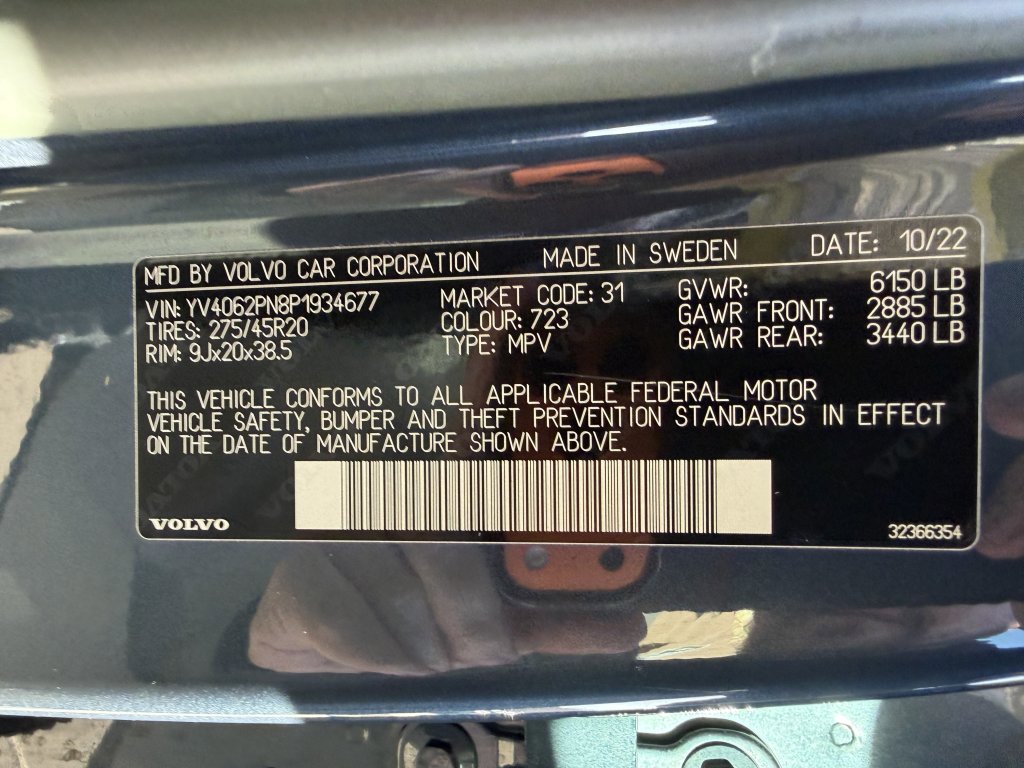 MFD BY VOLVO CAR CORPORATION MADE IN SWEDEN DATE: 10/22
VIN: YV4062PN8P1934677 MARKET CODE: 31 GVWR: 6150 LB
TIRES: 275/45R20 COLOUR: 723 GAWR FRONT: 2885 LB
RIM: 9Jx20x38.5 TYPE: MPV GAWR REAR: 3440 LB
THIS VEHICLE CONFORMS TO ALL APPLICABLE FEDERAL MOTOR
VEHICLE SAFETY, BUMPER AND THEFT PREVENTION STANDARDS IN EFFECT
ON THE DATE OF MANUFACTURE SHOWN ABOVE.
VOLVO 32366354